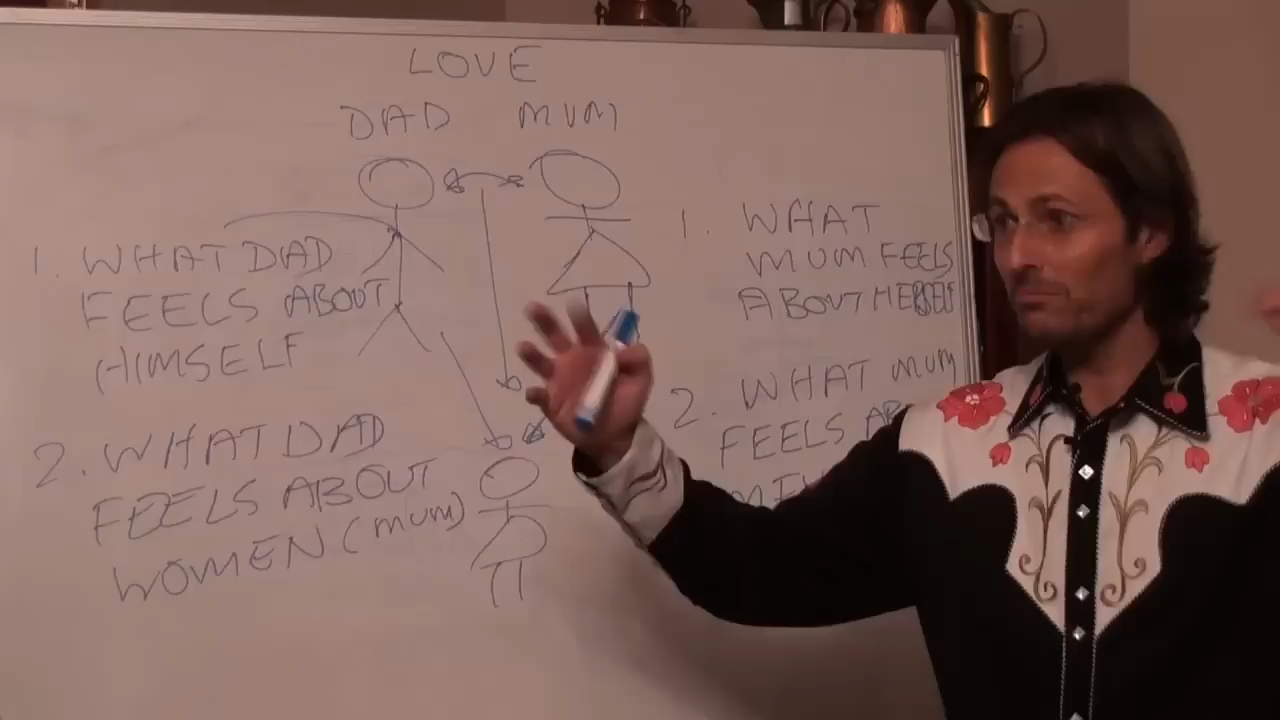 LOVE
DAD MUM
1. WHAT DAD
FEELS ABOUT
HIMSELF
2. WHAT DAD
FEELS ABOUT
WOMEN (MUM)
1. WHAT
MUM FEELS
ABOUT HERSELF
2. WHAT MUM
FEELS